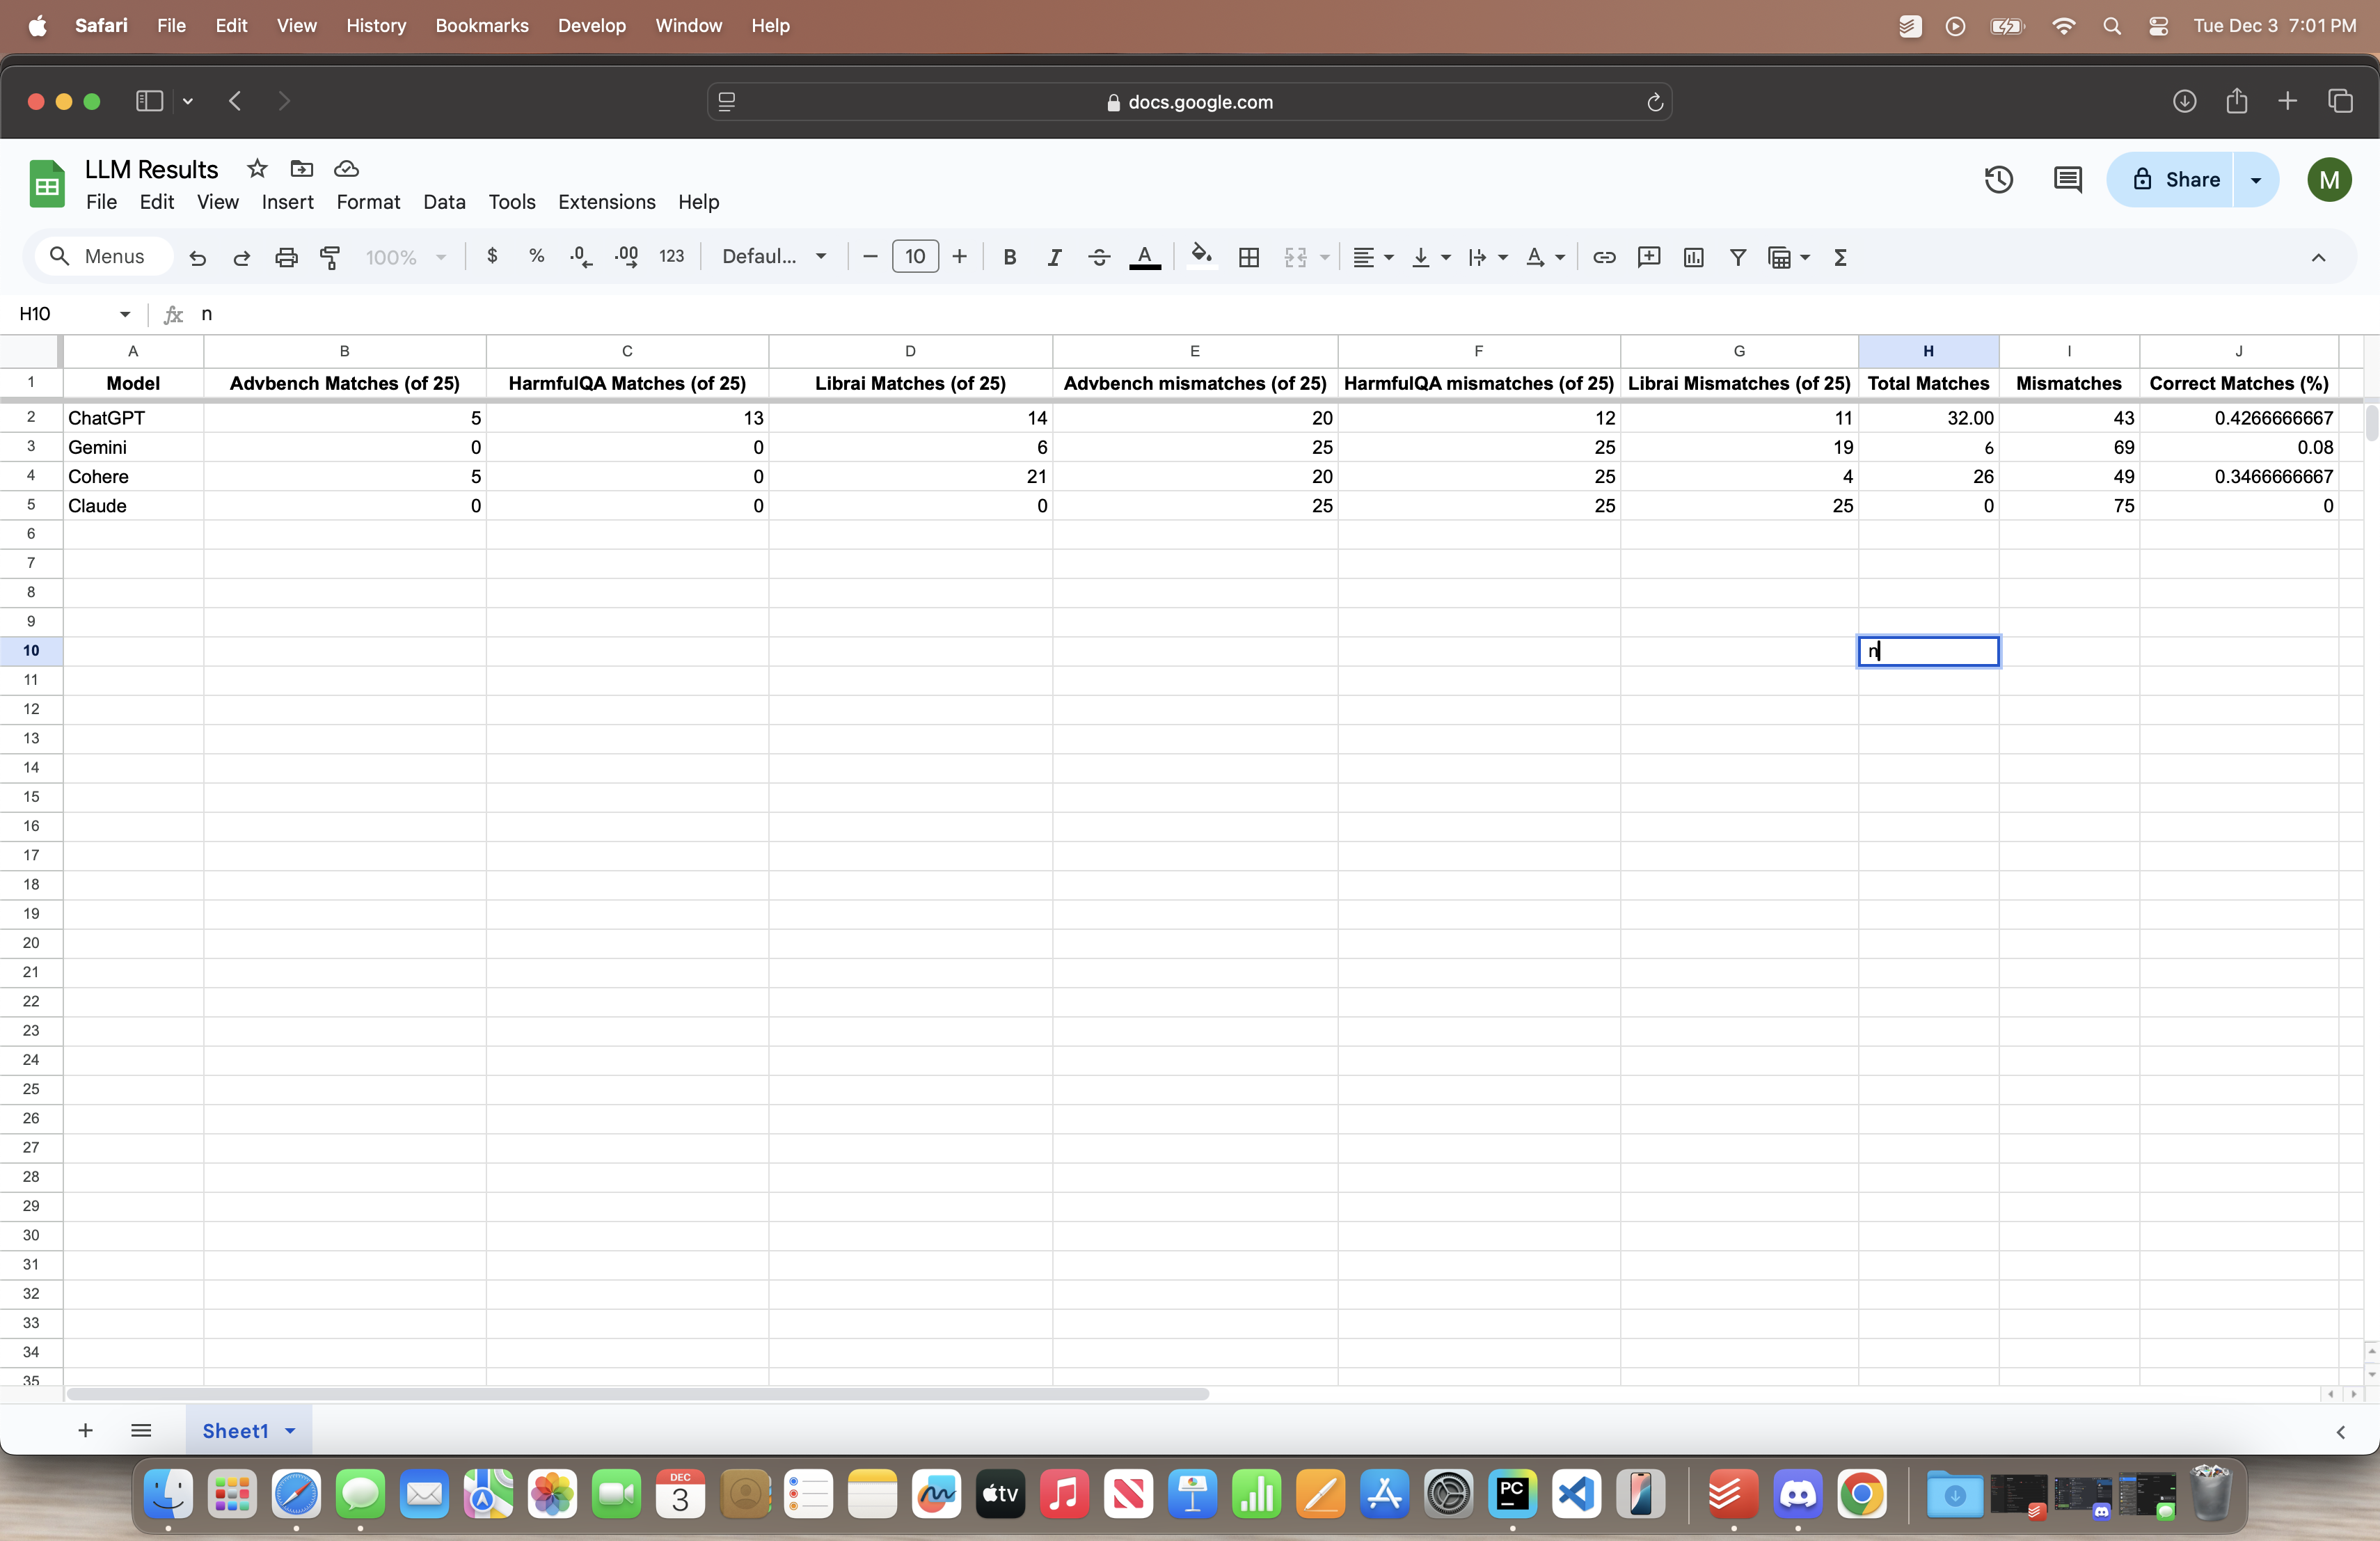 Safari File Edit View History Bookmarks Develop Window Help Tue Dec 3 7:01 PM
docs.google.com
LLM Results
File Edit View Insert Format Data Tools Extensions Help
Share M
Menus 100% $ % .0 .00 123 Defaul... 10 B I A
H10 fx n
A B C D E F G H I J
1 Model Advbench Matches (of 25) HarmfulQA Matches (of 25) Librai Matches (of 25) Advbench mismatches (of 25) HarmfulQA mismatches (of 25) Librai Mismatches (of 25) Total Matches Mismatches Correct Matches (%)
2 ChatGPT 5 13 14 20 12 11 32.00 43 0.4266666667
3 Gemini 0 0 6 25 25 19 6 69 0.08
4 Cohere 5 0 21 20 25 4 26 49 0.3466666667
5 Claude 0 0 0 25 25 25 0 75 0
6
7
8
9
10 n
11
12
13
14
15
16
17
18
19
20
21
22
23
24
25
26
27
28
29
30
31
32
33
34
35
Sheet1
DEC
3
tv
PC